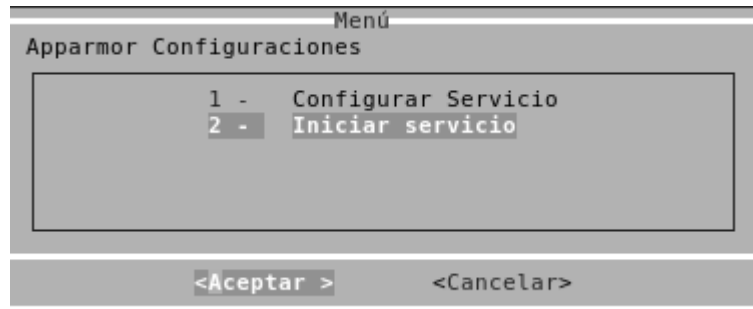 Menú
Apparmor Configuraciones
1 - Configurar Servicio
2 - Iniciar servicio
<Aceptar > <Cancelar>